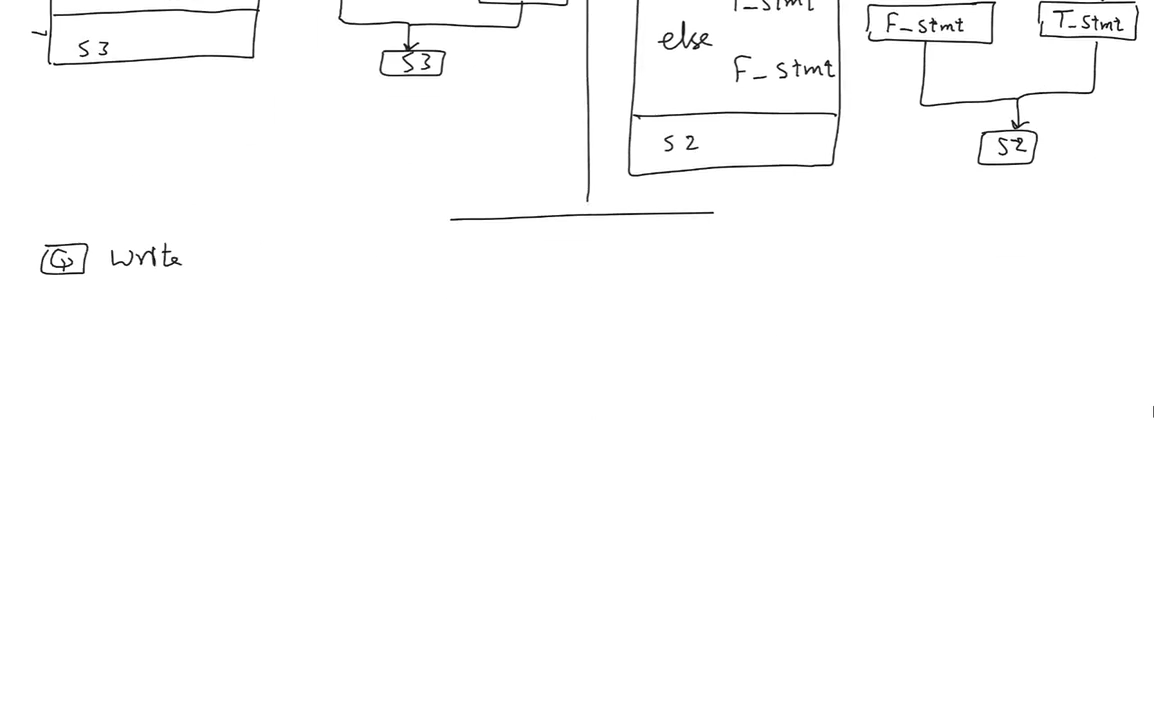 S3
S3
else
F_stmt
S2
F_stmt
T_stmt
S2
Q write